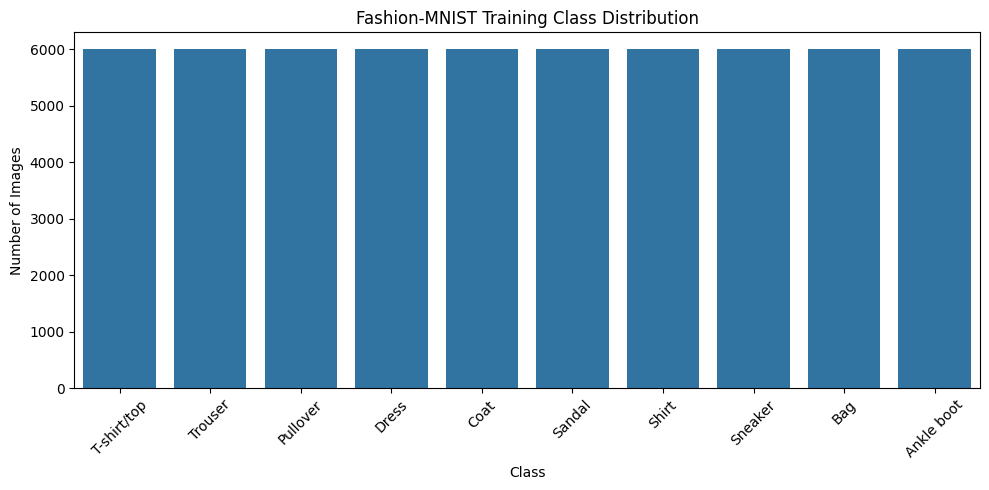 Fashion-MNIST Training Class Distribution
Number of Images
6000
5000
4000
3000
2000
1000
0
T-shirt/top
Trouser
Pullover
Dress
Coat
Sandal
Shirt
Sneaker
Bag
Ankle boot
Class